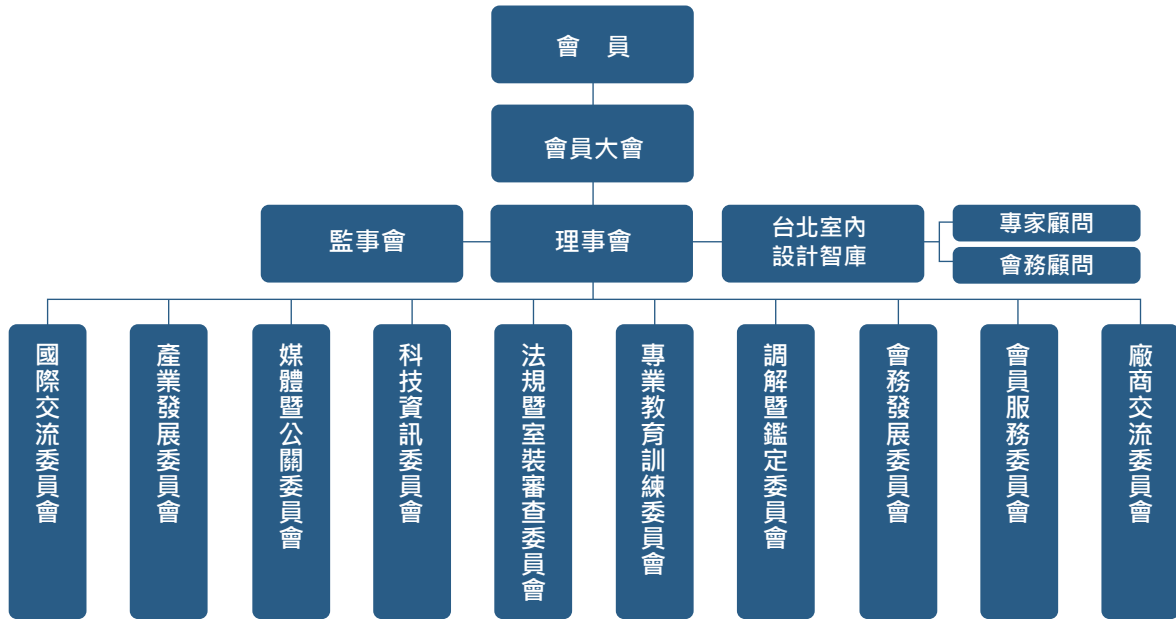 會 員
會員大會
監事會
理事會
台北室內
設計智庫
專家顧問
會務顧問
國際交流委員會
產業發展委員會
媒體暨公關委員會
科技資訊委員會
法規暨室裝審查委員會
專業教育訓練委員會
調解暨鑑定委員會
會務發展委員會
會員服務委員會
廠商交流委員會